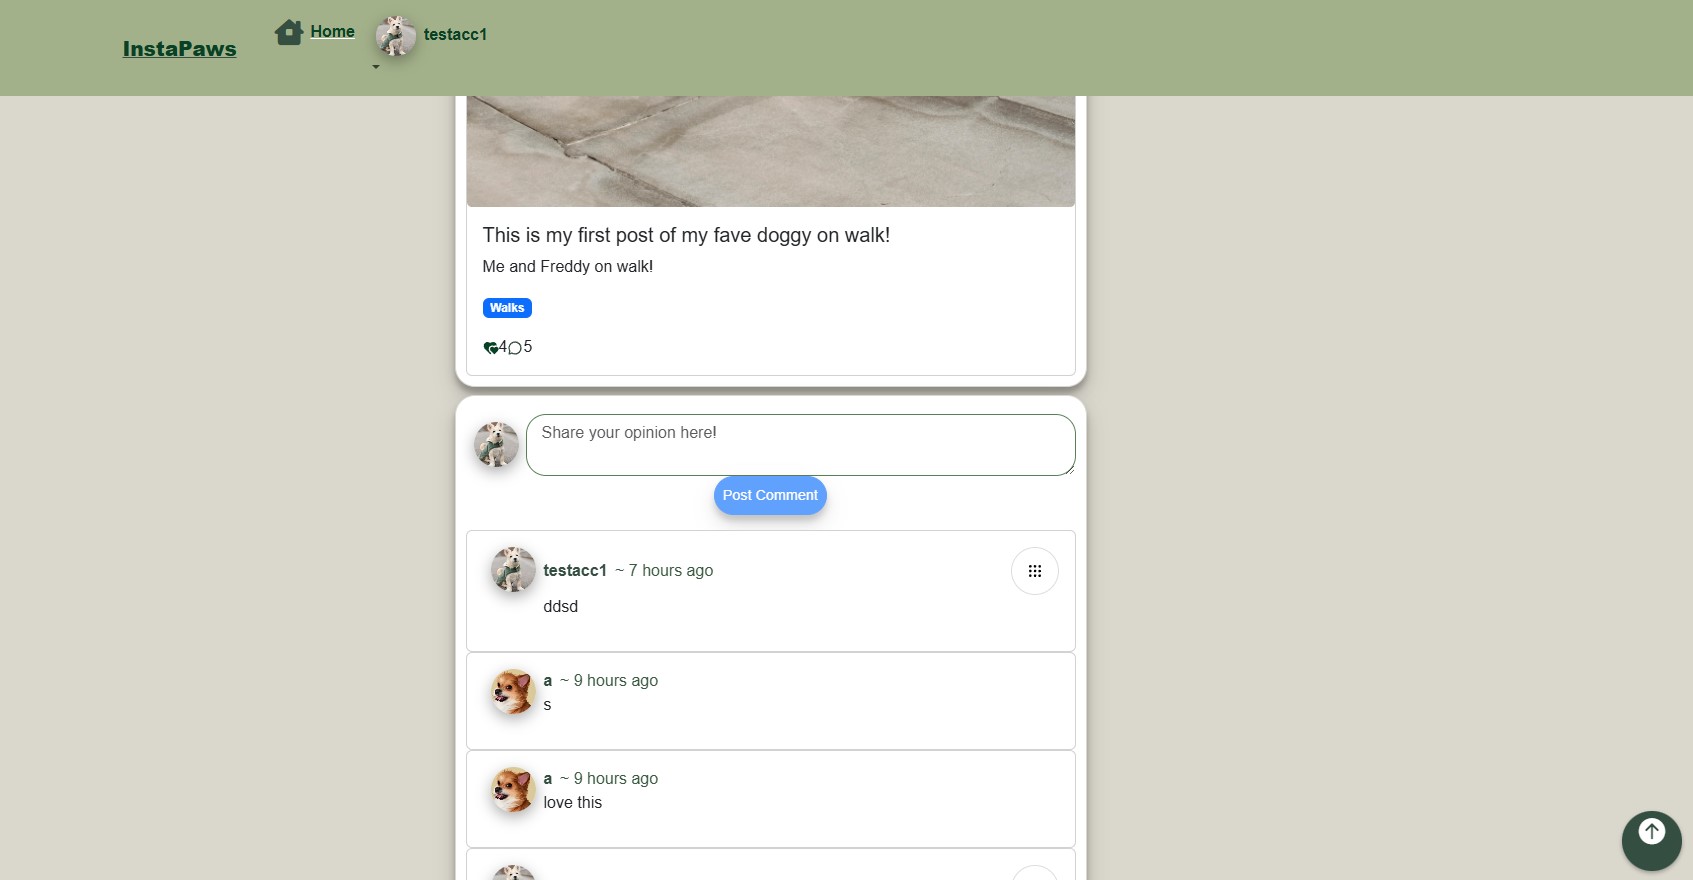 InstaPaws
Home
testacc1
This is my first post of my fave doggy on walk!
Me and Freddy on walk!
Walks
4 5
Share your opinion here!
Post Comment
testacc1 ~ 7 hours ago
ddsd
a ~ 9 hours ago
s
a ~ 9 hours ago
love this